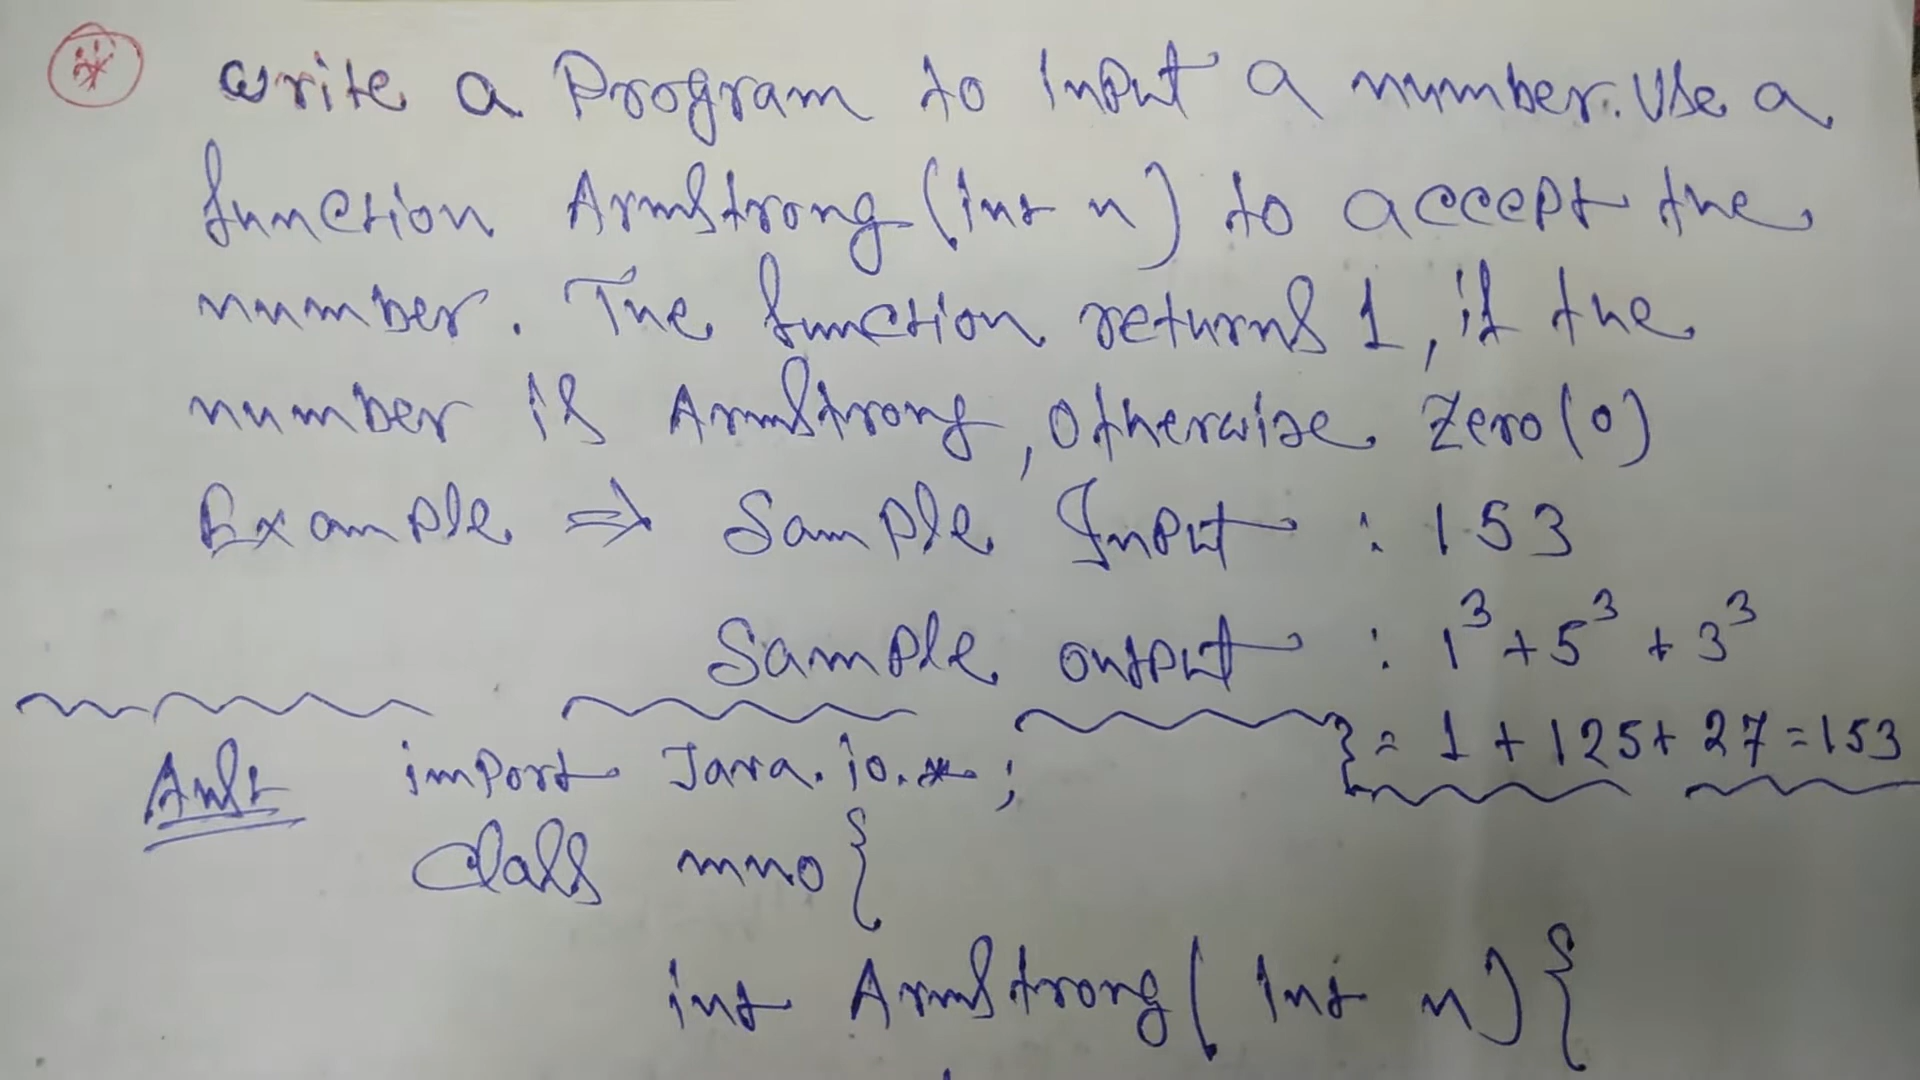 * Write a Program to input a number. Use a
function Armstrong (int n) to accept the
number. The function returns 1, if the
number is Armstrong, otherwise Zero (0)
Example ⇒ Sample Input : 153
Sample output : 1³ + 5³ + 3³
= 1 + 125 + 27 = 153
Ans:- import Java.io.*;
Class mno{
int Armstrong( int n) {